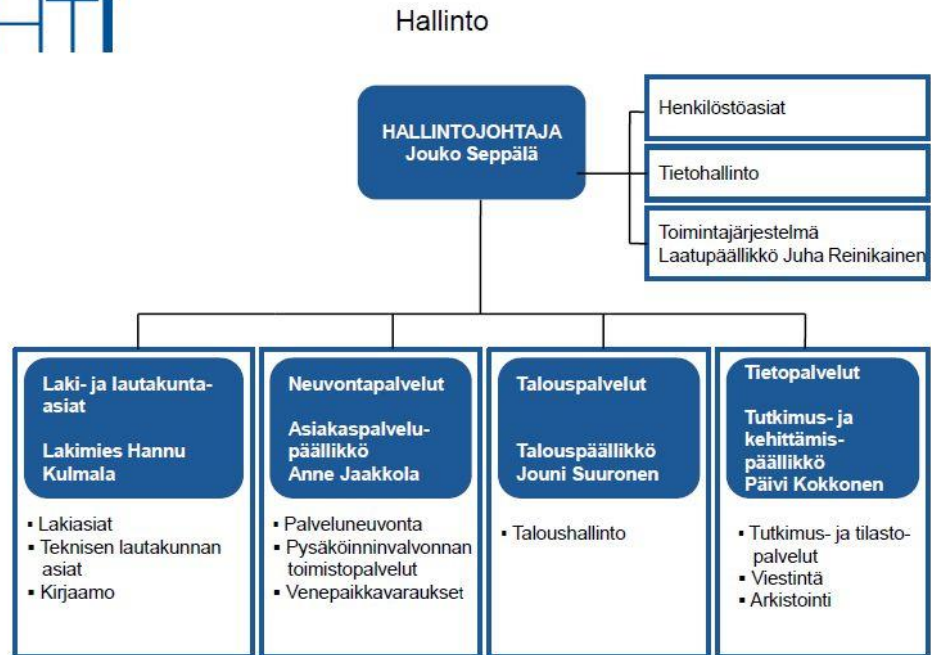 HTI
Hallinto
HALLINTOJOHTAJA
Jouko Seppälä
Henkilöstöasiat
Tietohallinto
Toimintajärjestelmä
Laatupäällikkö Juha Reinikainen
Laki- ja lautakunta-
asiat
Lakimies Hannu
Kulmala
▪ Lakiasiat
▪ Teknisen lautakunnan
asiat
▪ Kirjaamo
Neuvontapalvelut
Asiakaspalvelu-
päällikkö
Anne Jaakkola
▪ Palveluneuvonta
▪ Pysäköinninvalvonnan
toimistopalvelut
▪ Venepaikkavaraukset
Talouspalvelut
Talouspäällikkö
Jouni Suuronen
▪ Taloushallinto
Tietopalvelut
Tutkimus- ja
kehittämis-
päällikkö
Päivi Kokkonen
▪ Tutkimus- ja tilasto-
palvelut
▪ Viestintä
▪ Arkistointi